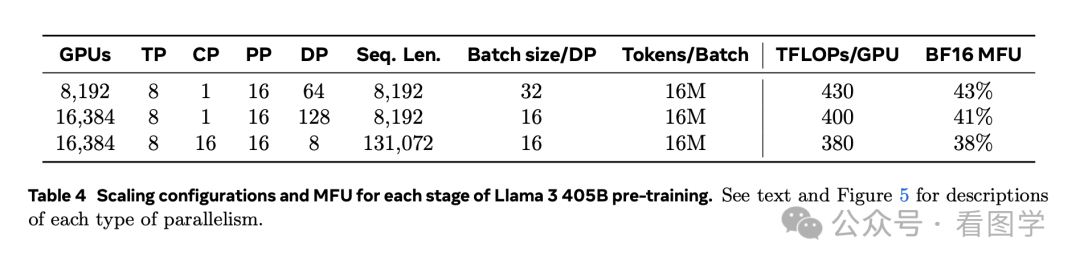 GPUs TP CP PP DP Seq. Len. Batch size/DP Tokens/Batch TFLOPs/GPU BF16 MFU
8,192 8 1 16 64 8,192 32 16M 430 43%
16,384 8 1 16 128 8,192 16 16M 400 41%
16,384 8 16 16 8 131,072 16 16M 380 38%
Table 4 Scaling configurations and MFU for each stage of Llama 3 405B pre-training. See text and Figure 5 for descriptions
of each type of parallelism.
公众号 · 看图学